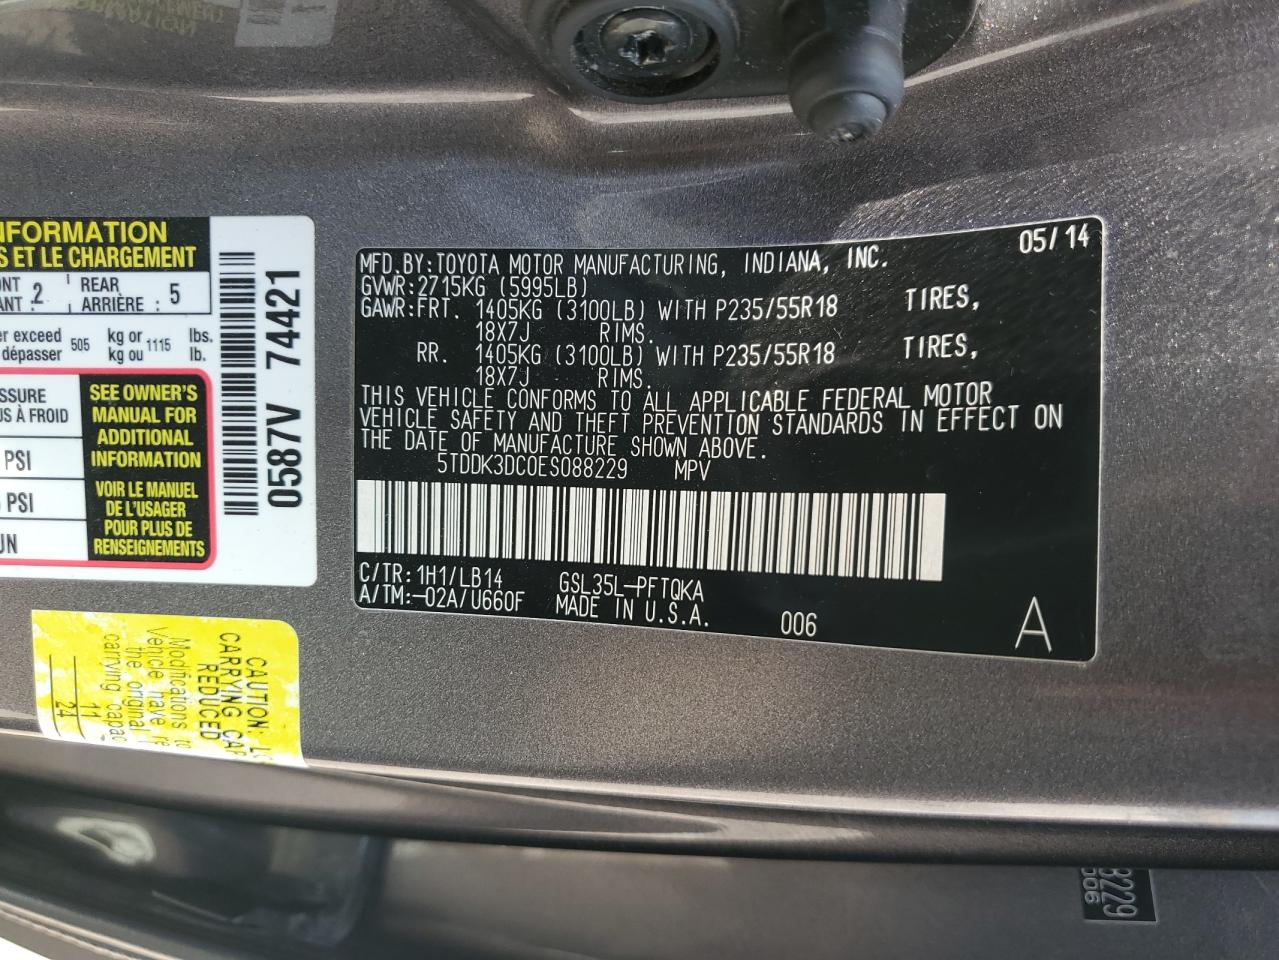 NFORMATION
S ET LE CHARGEMENT
ONT 2 REAR 5
ANT : ARRIÈRE :
er exceed 505 kg or 1115 lbs.
dépasser kg ou lb.
SSURE
US À FROID
PSI
PSI
UN
SEE OWNER'S
MANUAL FOR
ADDITIONAL
INFORMATION
VOIR LE MANUEL
DE L'USAGER
POUR PLUS DE
RENSEIGNEMENTS
0587V 74421
05/14
MFD.BY:TOYOTA MOTOR MANUFACTURING, INDIANA, INC.
GVWR:2715KG (5995LB)
GAWR:FRT. 1405KG (3100LB) WITH P235/55R18 TIRES,
18X7J RIMS.
RR. 1405KG (3100LB) WITH P235/55R18 TIRES,
18X7J RIMS.
THIS VEHICLE CONFORMS TO ALL APPLICABLE FEDERAL MOTOR
VEHICLE SAFETY AND THEFT PREVENTION STANDARDS IN EFFECT ON
THE DATE OF MANUFACTURE SHOWN ABOVE.
5TDDK3DC0ES088229 MPV
C/TR:1H1/LB14 GSL35L-PFTQKA
A/TM:-02A/U660F MADE IN U.S.A. 006
A
CAUTION: L
CARRYING CAP
REDUCED
Modifications to
vehicle have re
the original
carrying capac
11
24
8229
006